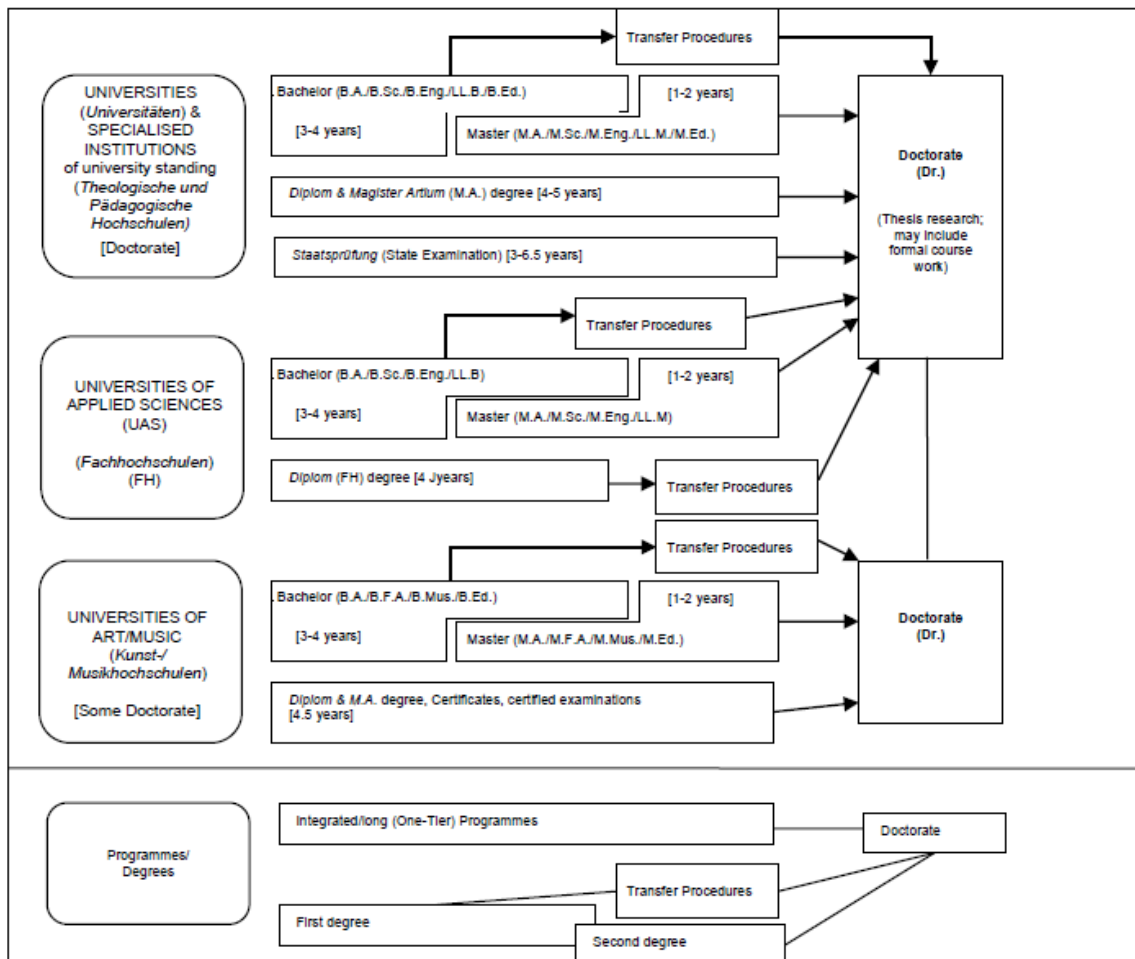 Transfer Procedures
UNIVERSITIES
(Universitäten) &
SPECIALISED
INSTITUTIONS
of university standing
(Theologische und
Pädagogische
Hochschulen)
[Doctorate]
. Bachelor (B.A./B.Sc./B.Eng./LL.B./B.Ed.)
[3-4 years]
[1-2 years]
Master (M.A./M.Sc./M.Eng./LL.M./M.Ed.)
Diplom & Magister Artium (M.A.) degree [4-5 years]
Staatsprüfung (State Examination) [3-6.5 years]
Doctorate
(Dr.)
(Thesis research;
may include
formal course
work)
UNIVERSITIES OF
APPLIED SCIENCES
(UAS)
(Fachhochschulen)
(FH)
Transfer Procedures
. Bachelor (B.A./B.Sc./B.Eng./LL.B)
[3-4 years]
[1-2 years]
Master (M.A./M.Sc./M.Eng./LL.M)
Diplom (FH) degree [4 Jyears]
Transfer Procedures
UNIVERSITIES OF
ART/MUSIC
(Kunst-/
Musikhochschulen)
[Some Doctorate]
Transfer Procedures
. Bachelor (B.A./B.F.A./B.Mus./B.Ed.)
[3-4 years]
[1-2 years]
Master (M.A./M.F.A./M.Mus./M.Ed.)
Diplom & M.A. degree, Certificates, certified examinations
[4.5 years]
Doctorate
(Dr.)
Programmes/
Degrees
Integrated/long (One-Tier) Programmes
Doctorate
Transfer Procedures
First degree
Second degree